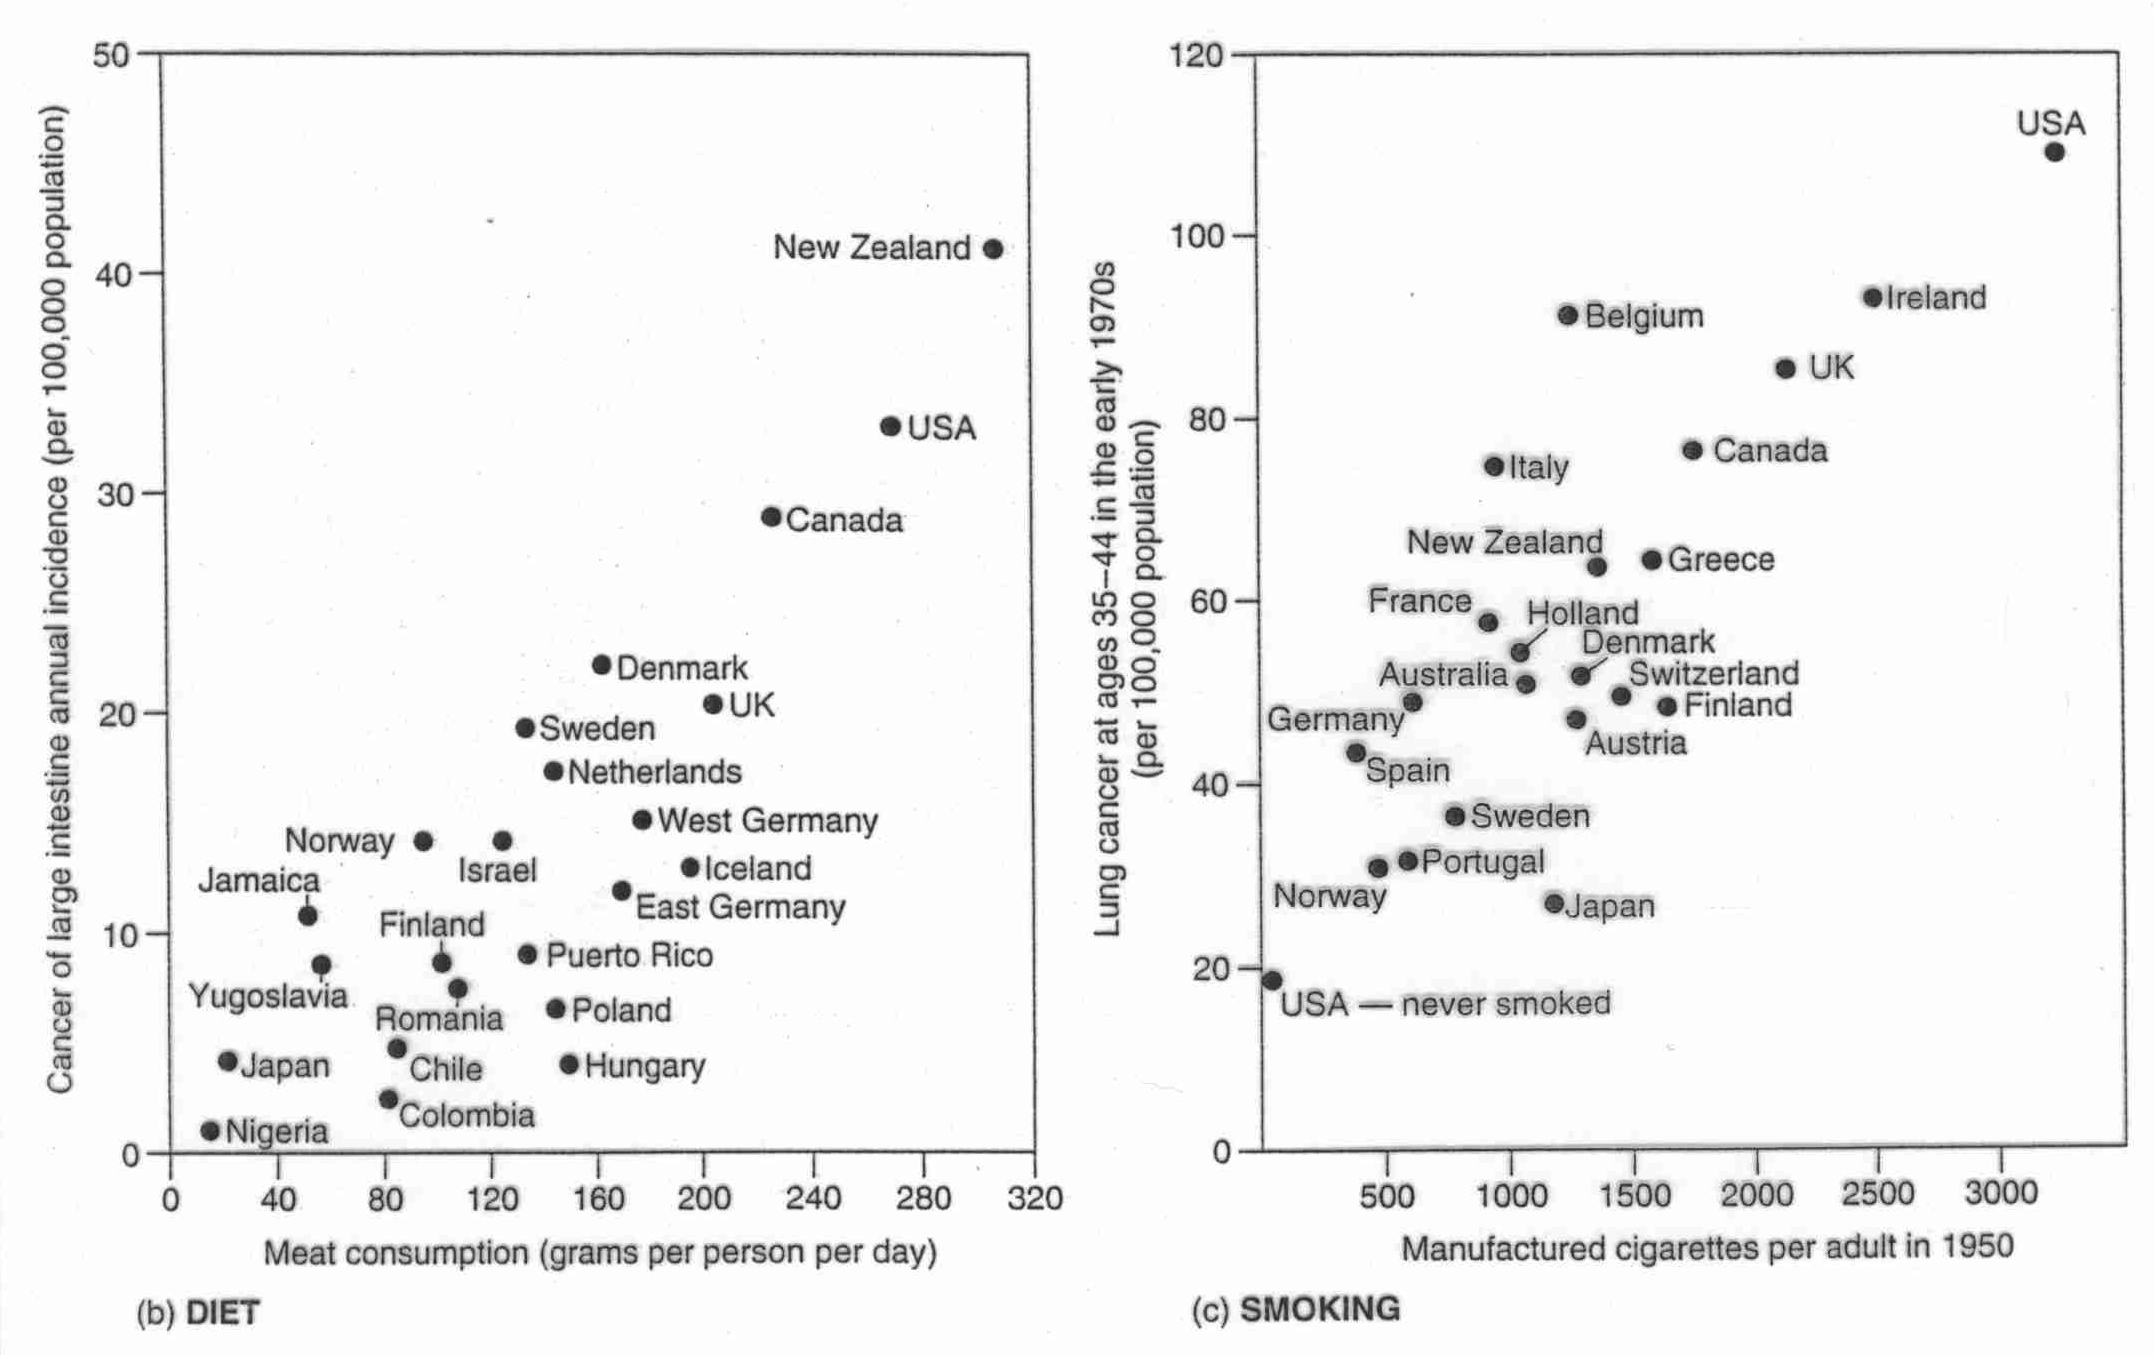 Cancer of large intestine annual incidence (per 100,000 population)
50
40
30
20
10
0
New Zealand
USA
Canada
Denmark
UK
Sweden
Netherlands
West Germany
Norway
Israel
Iceland
Jamaica
East Germany
Finland
Puerto Rico
Yugoslavia
Romania
Poland
Japan
Chile
Hungary
Colombia
Nigeria
0 40 80 120 160 200 240 280 320
Meat consumption (grams per person per day)
(b) DIET
Lung cancer at ages 35–44 in the early 1970s
(per 100,000 population)
120
100
80
60
40
20
0
USA
Ireland
Belgium
UK
Canada
Italy
New Zealand
Greece
France
Holland
Denmark
Australia
Switzerland
Finland
Germany
Austria
Spain
Sweden
Portugal
Norway
Japan
USA — never smoked
500 1000 1500 2000 2500 3000
Manufactured cigarettes per adult in 1950
(c) SMOKING